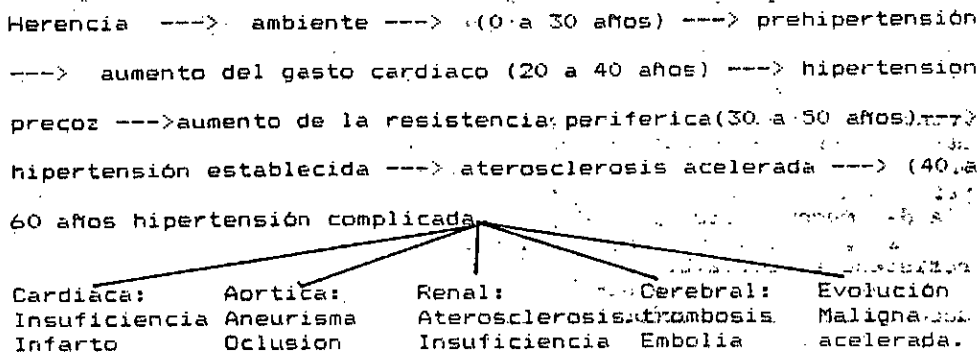 Herencia ---> ambiente ---> (0 a 30 años) ---> prehipertensión
---> aumento del gasto cardiaco (20 a 40 años) ---> hipertension
precoz --->aumento de la resistencia periferica(30 a 50 años)--->
hipertensión establecida ---> aterosclerosis acelerada ---> (40 a
60 años hipertensión complicada
Cardiaca: Aortica: Renal: Cerebral: Evolución
Insuficiencia Aneurisma Aterosclerosis trombosis Maligna
Infarto Oclusion Insuficiencia Embolia acelerada.